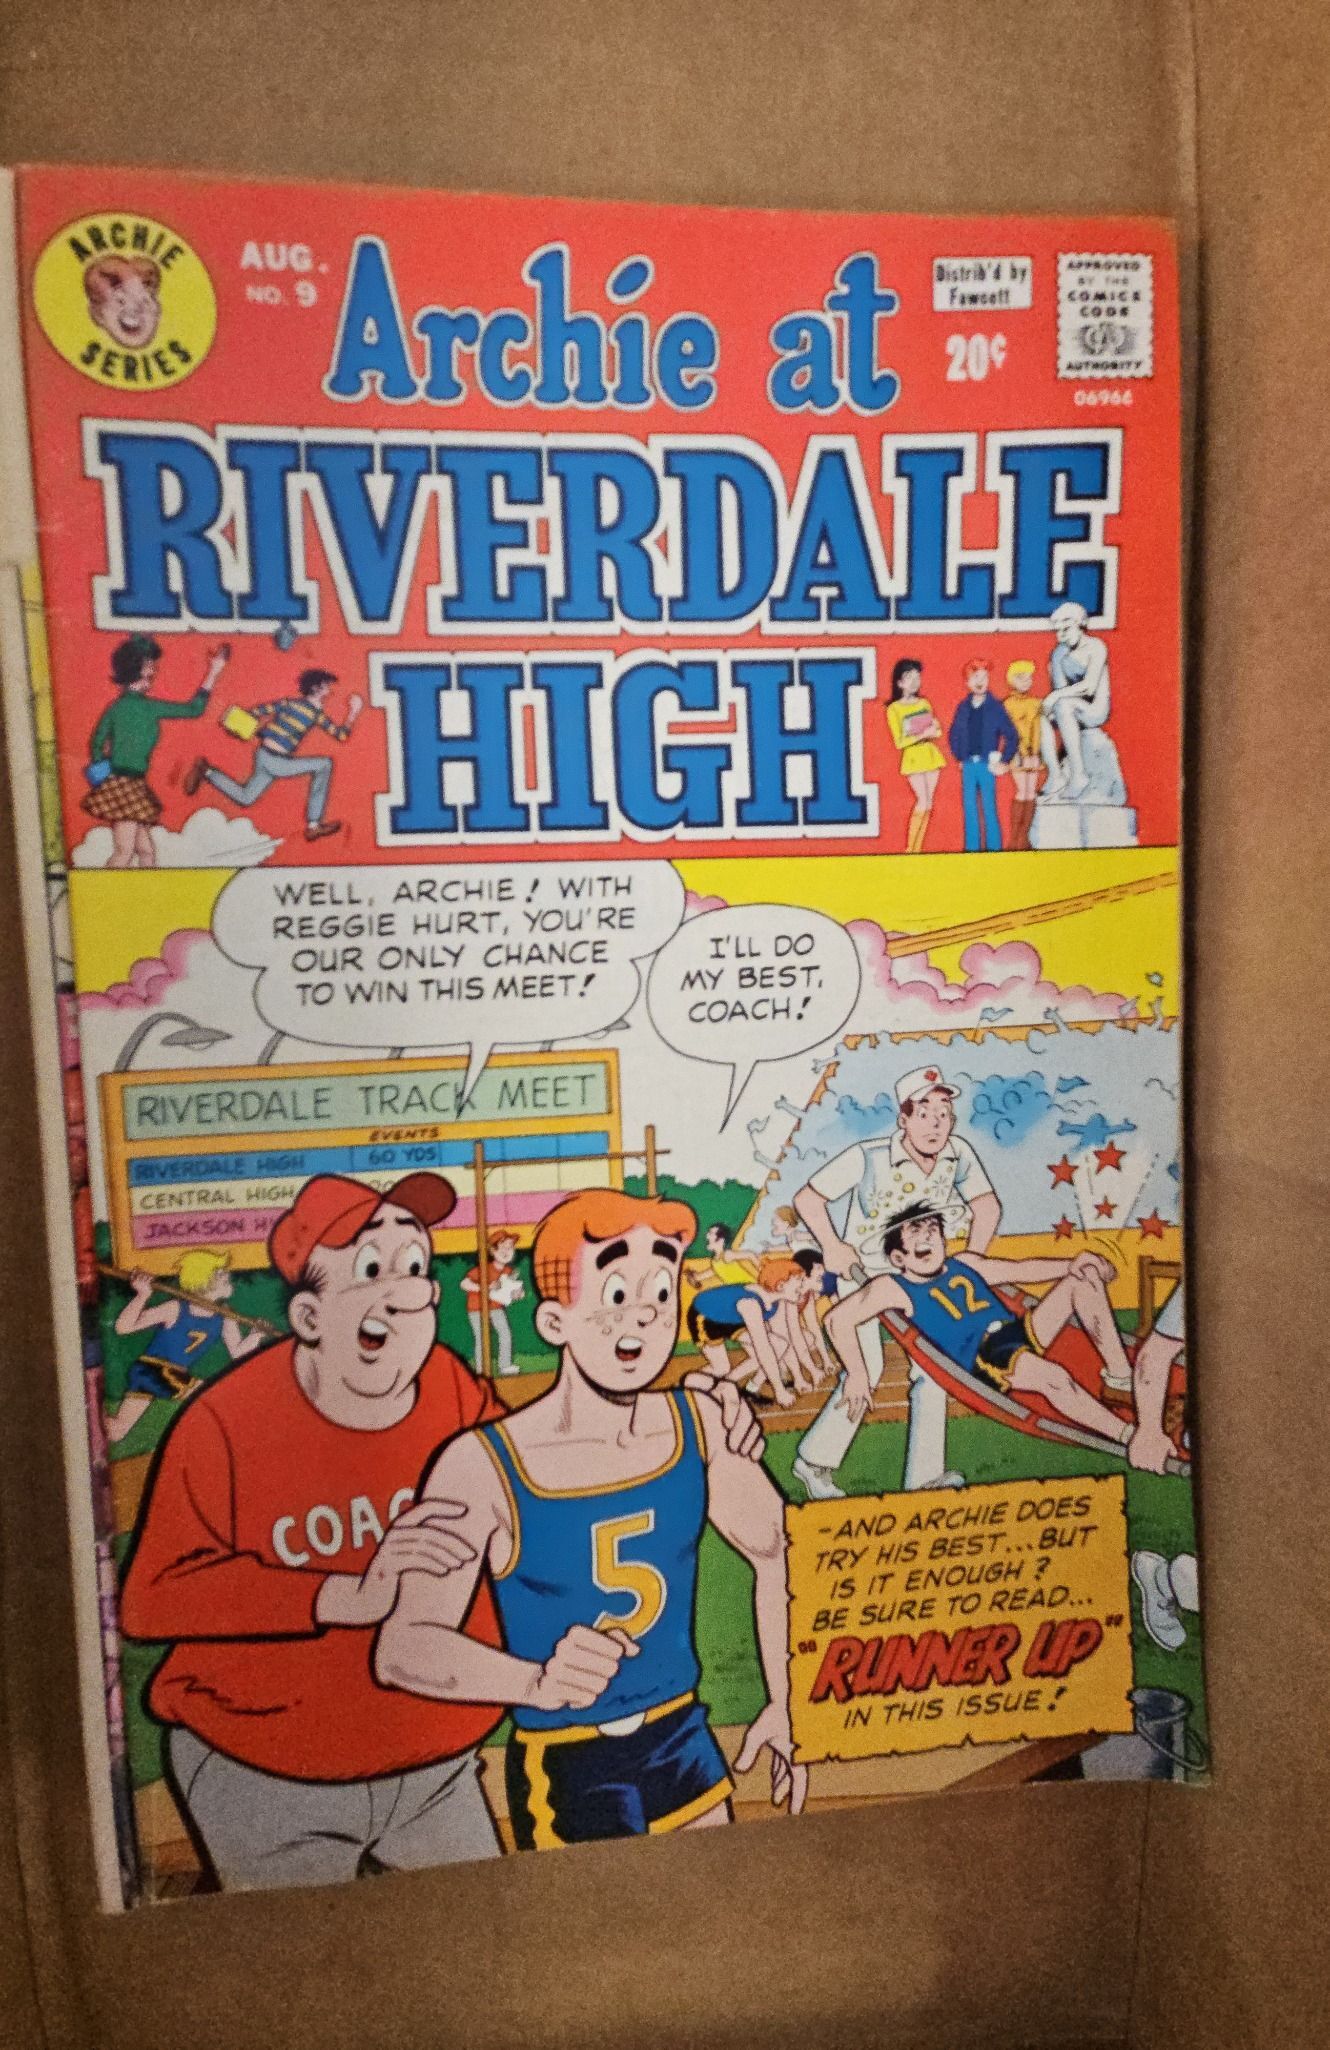 ARCHIE
SERIES
AUG.
NO. 9
Archie at
Distrib'd by
Fawcett
20¢
APPROVED
BY THE
COMICS
CODE
CA
AUTHORITY
06966
RIVERDALE
HIGH
WELL, ARCHIE! WITH
REGGIE HURT, YOU'RE
OUR ONLY CHANCE
TO WIN THIS MEET!
I'LL DO
MY BEST,
COACH!
RIVERDALE TRACK MEET
EVENTS
RIVERDALE HIGH 60 YDS
CENTRAL HIGH
JACKSON HI
7
12
COAC
5
-AND ARCHIE DOES
TRY HIS BEST...BUT
IS IT ENOUGH?
BE SURE TO READ...
"RUNNER UP"
IN THIS ISSUE!